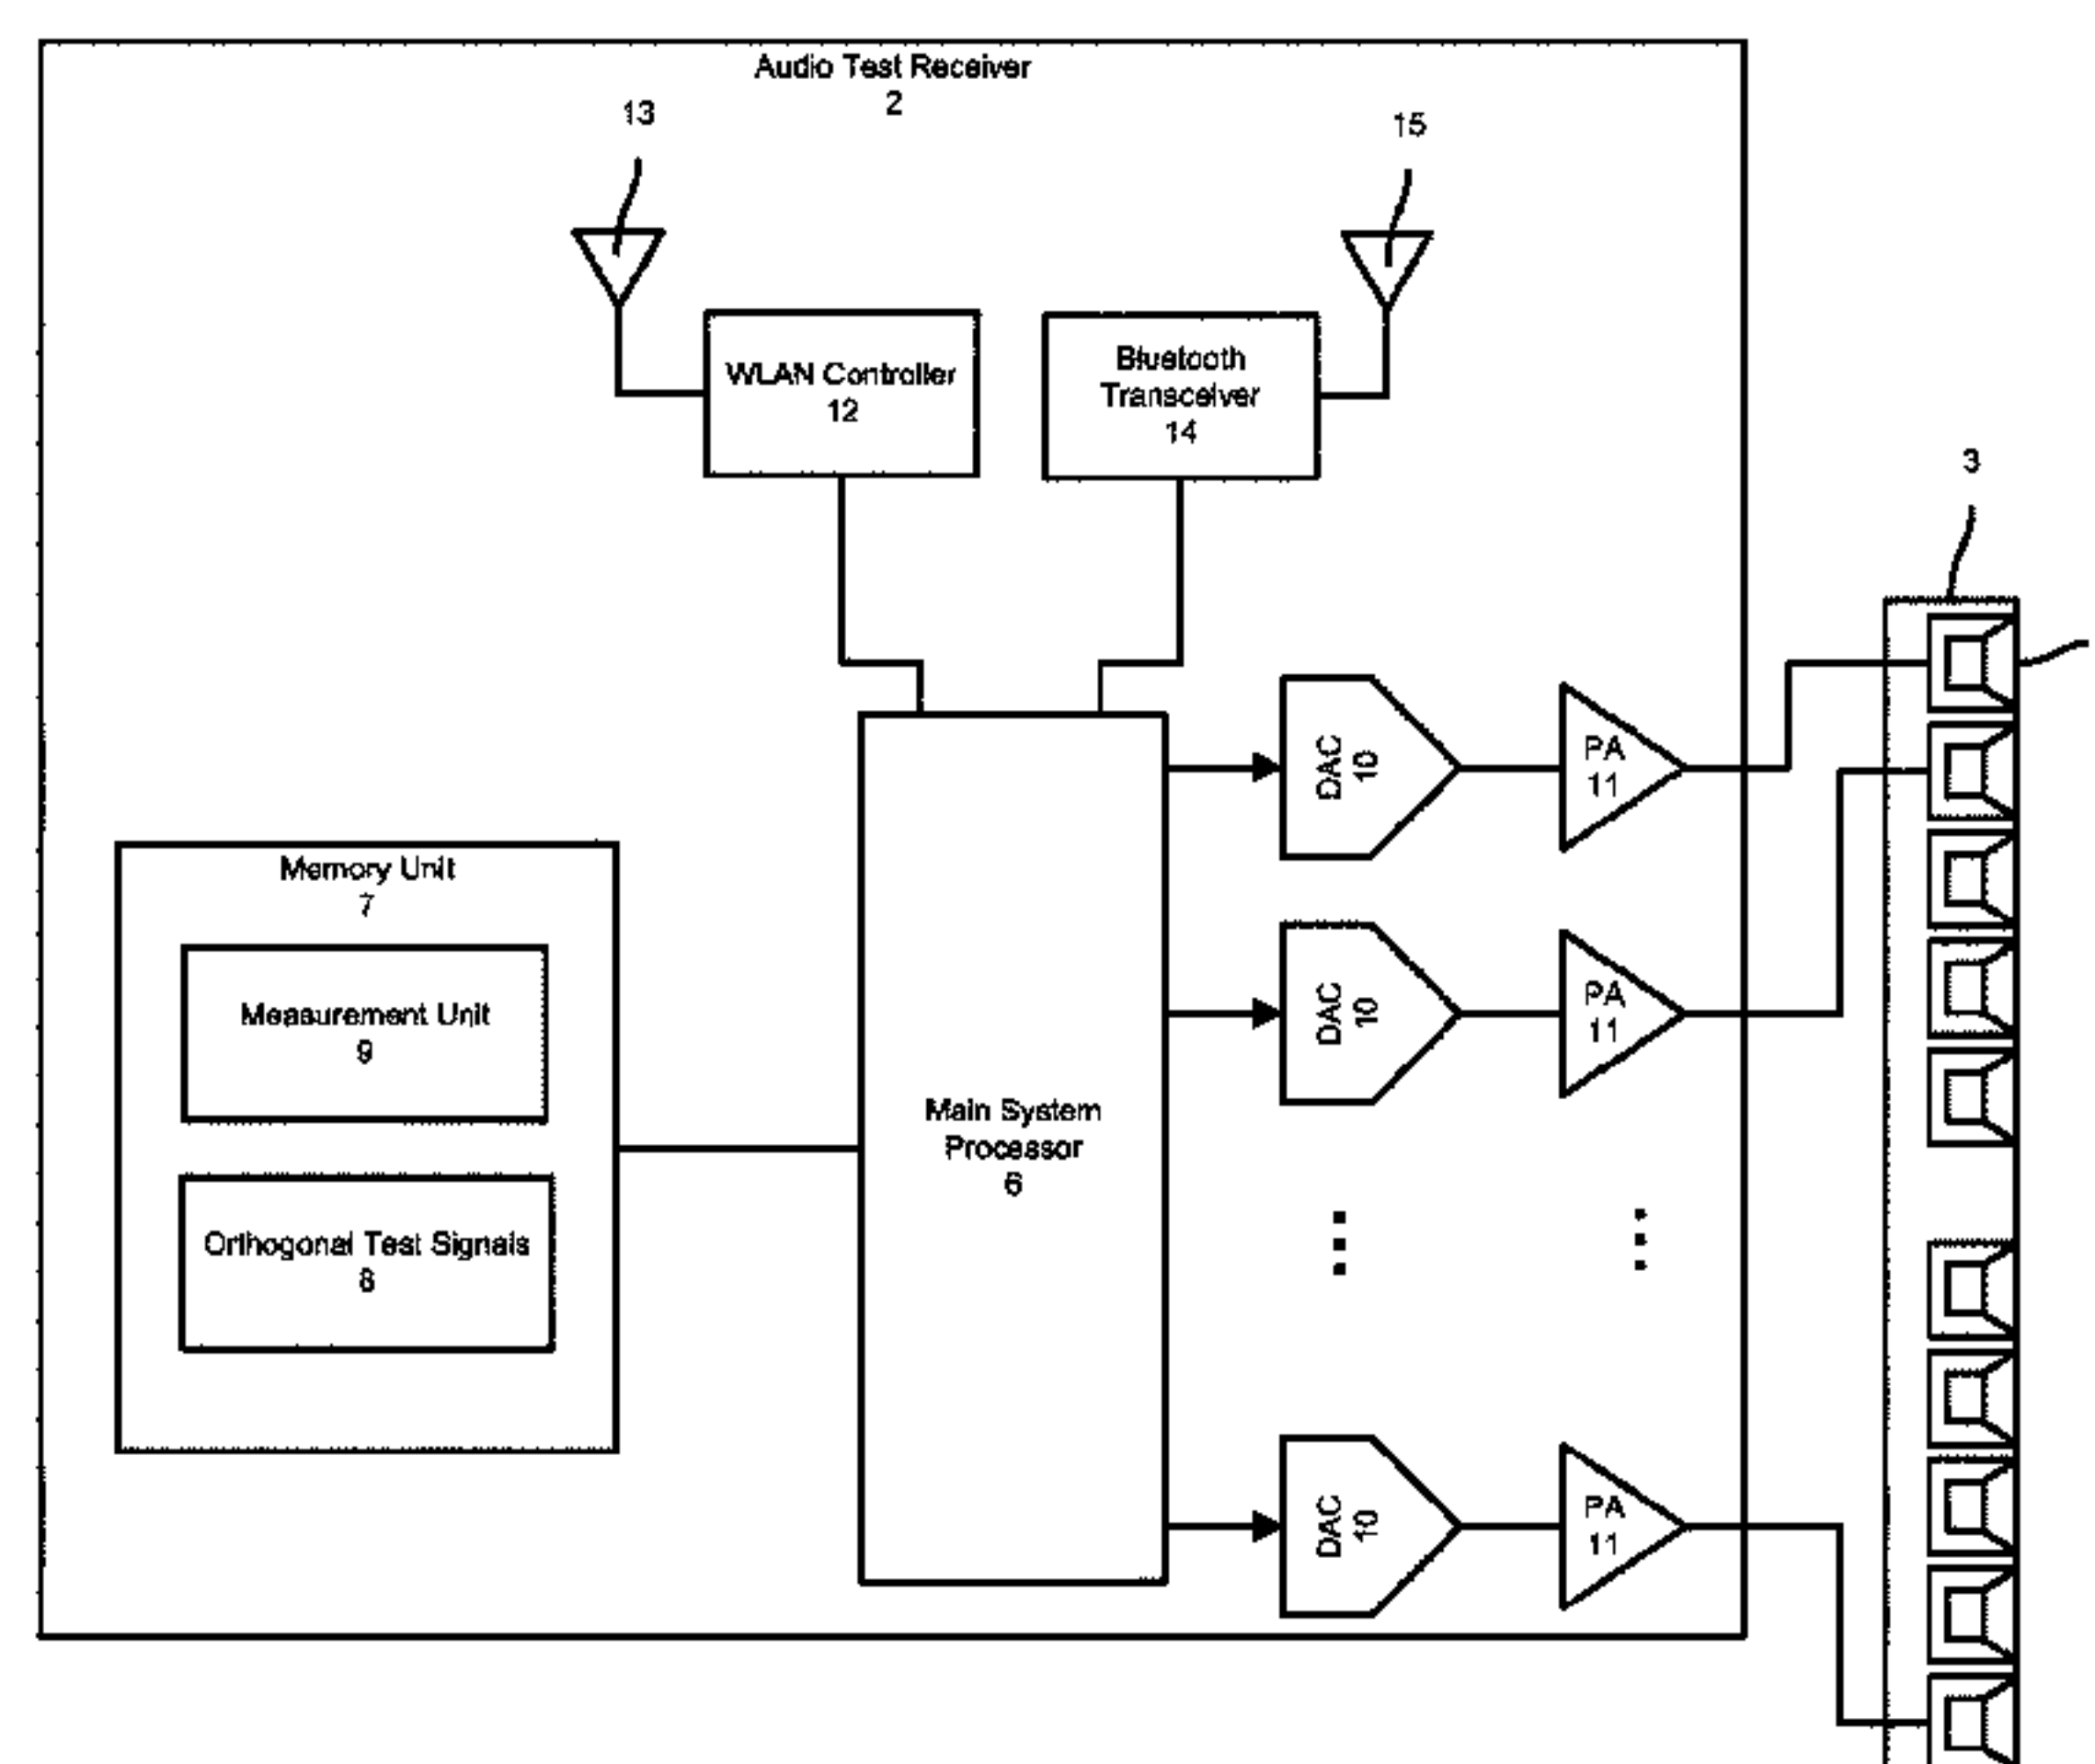 Audio Test Receiver
2
13
15
WLAN Controller
12
Bluetooth
Transceiver
14
3
DAC
10
PA
11
Memory Unit
7
Measurement Unit
9
DAC
10
PA
11
Main System
Processor
6
Orthogonal Test Signals
8
DAC
10
PA
11